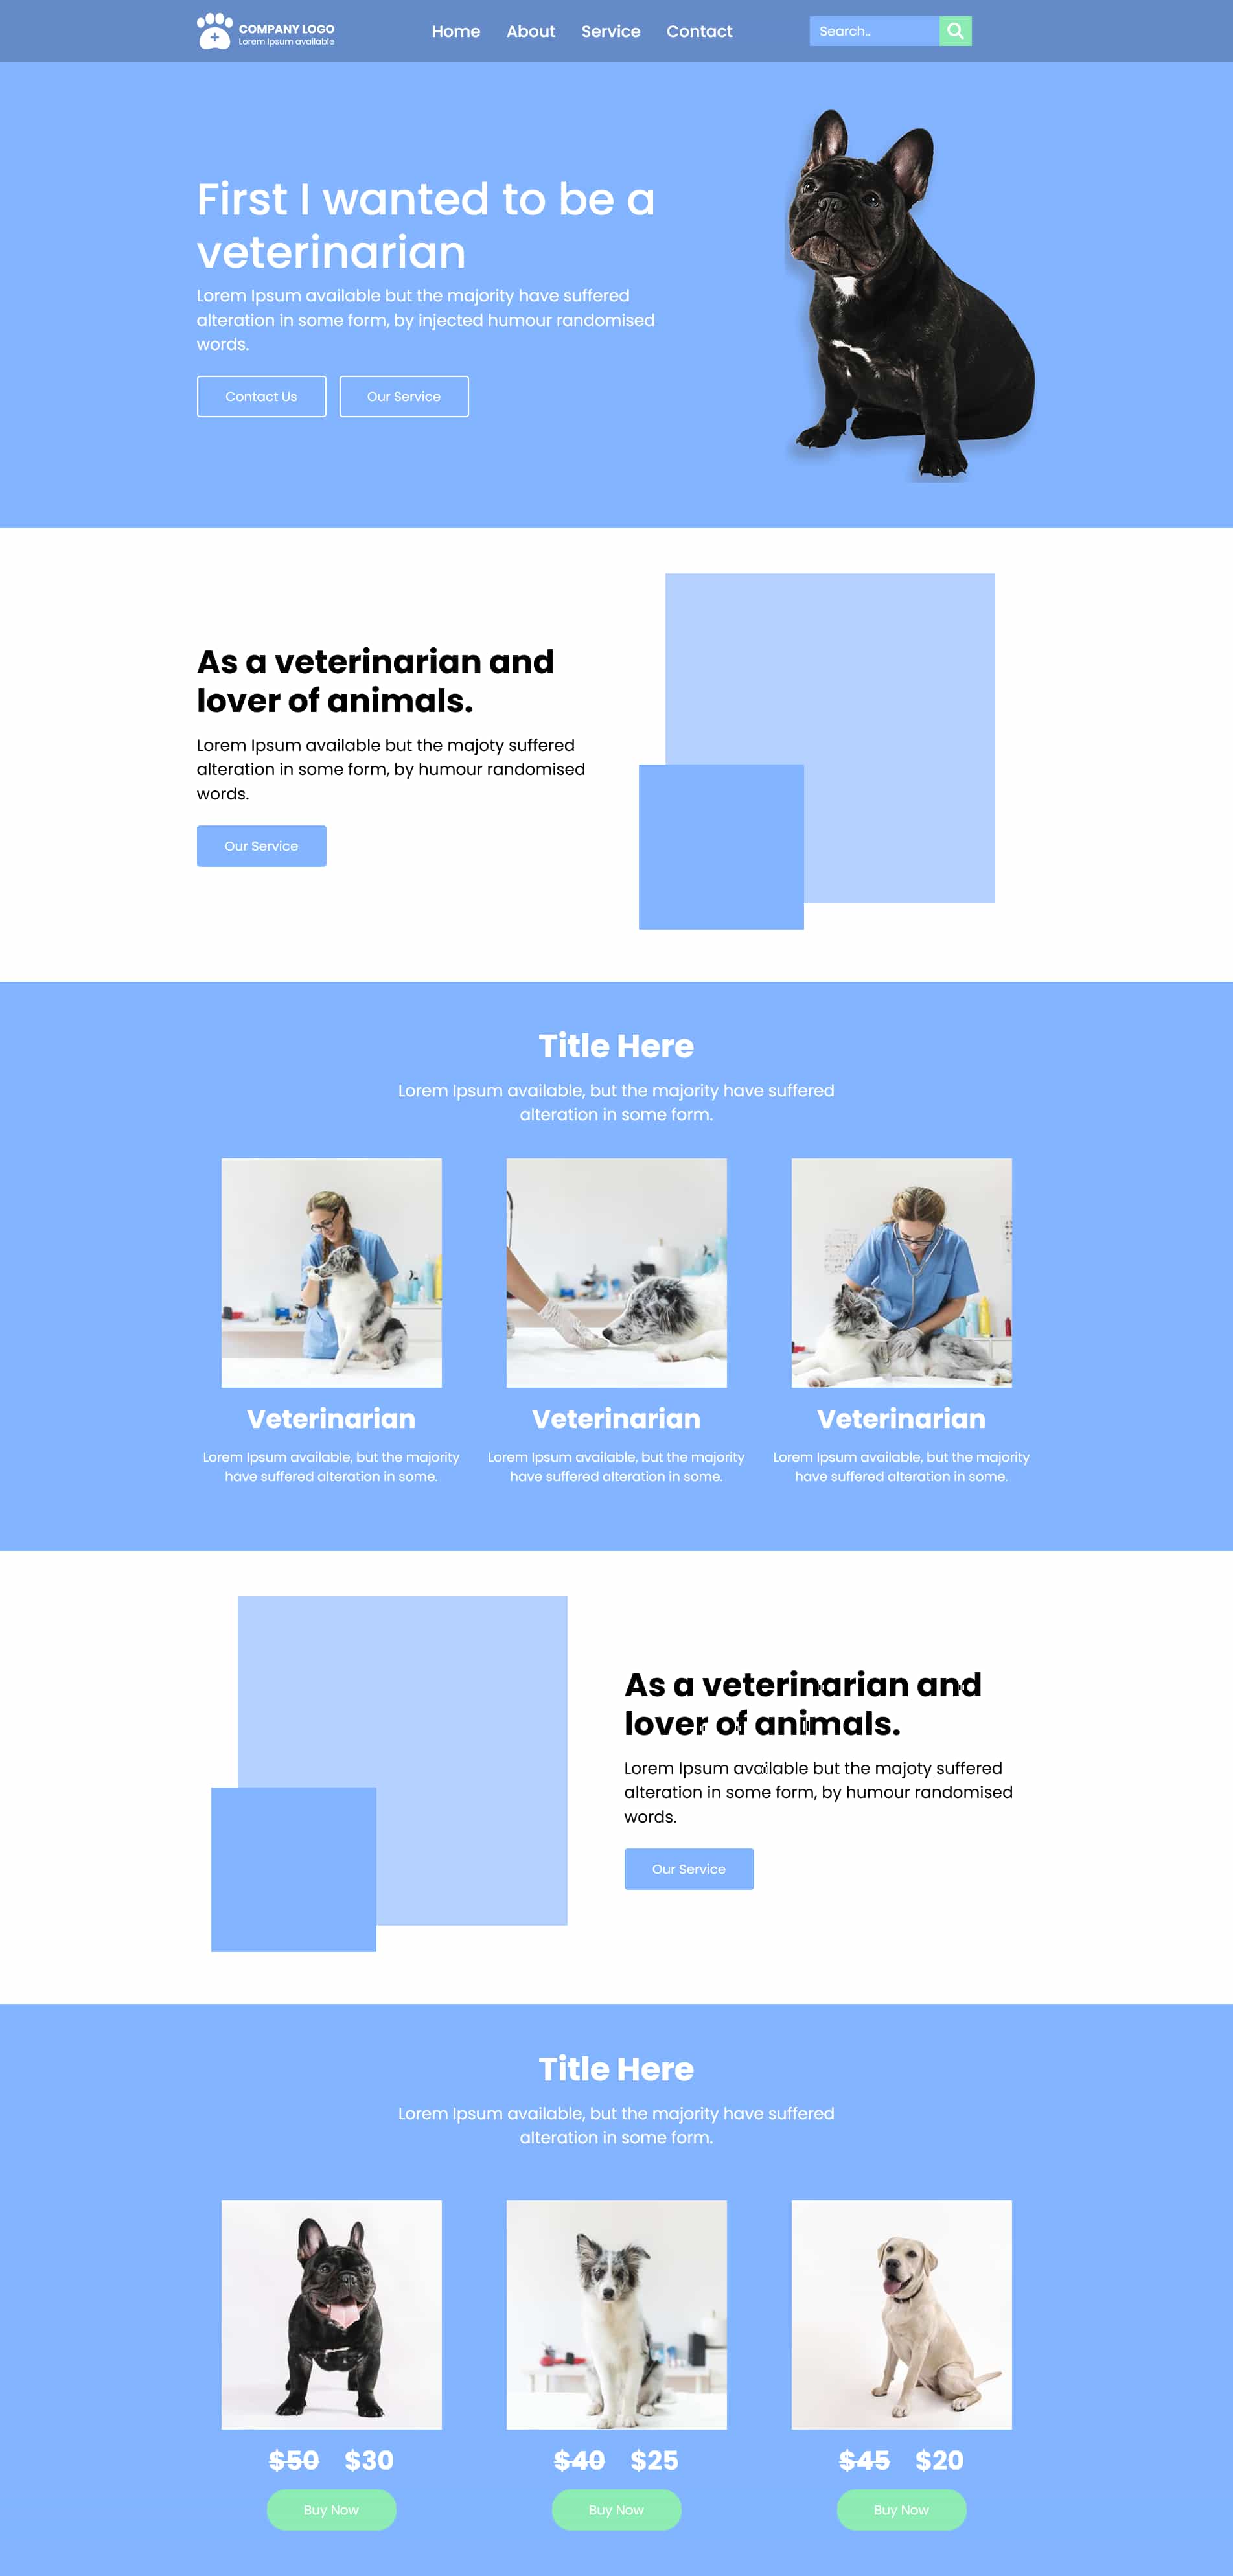 COMPANY LOGO
Lorem Ipsum available
Home About Service Contact
Search..
First I wanted to be a
veterinarian
Lorem Ipsum available but the majority have suffered
alteration in some form, by injected humour randomised
words.
Contact Us Our Service
As a veterinarian and
lover of animals.
Lorem Ipsum available but the majoty suffered
alteration in some form, by humour randomised
words.
Our Service
Title Here
Lorem Ipsum available, but the majority have suffered
alteration in some form.
Veterinarian Veterinarian Veterinarian
Lorem Ipsum available, but the majority
have suffered alteration in some.
Lorem Ipsum available, but the majority
have suffered alteration in some.
Lorem Ipsum available, but the majority
have suffered alteration in some.
As a veterinarian and
lover of animals.
Lorem Ipsum available but the majoty suffered
alteration in some form, by humour randomised
words.
Our Service
Title Here
Lorem Ipsum available, but the majority have suffered
alteration in some form.
$50 $30 $40 $25 $45 $20
Buy Now Buy Now Buy Now